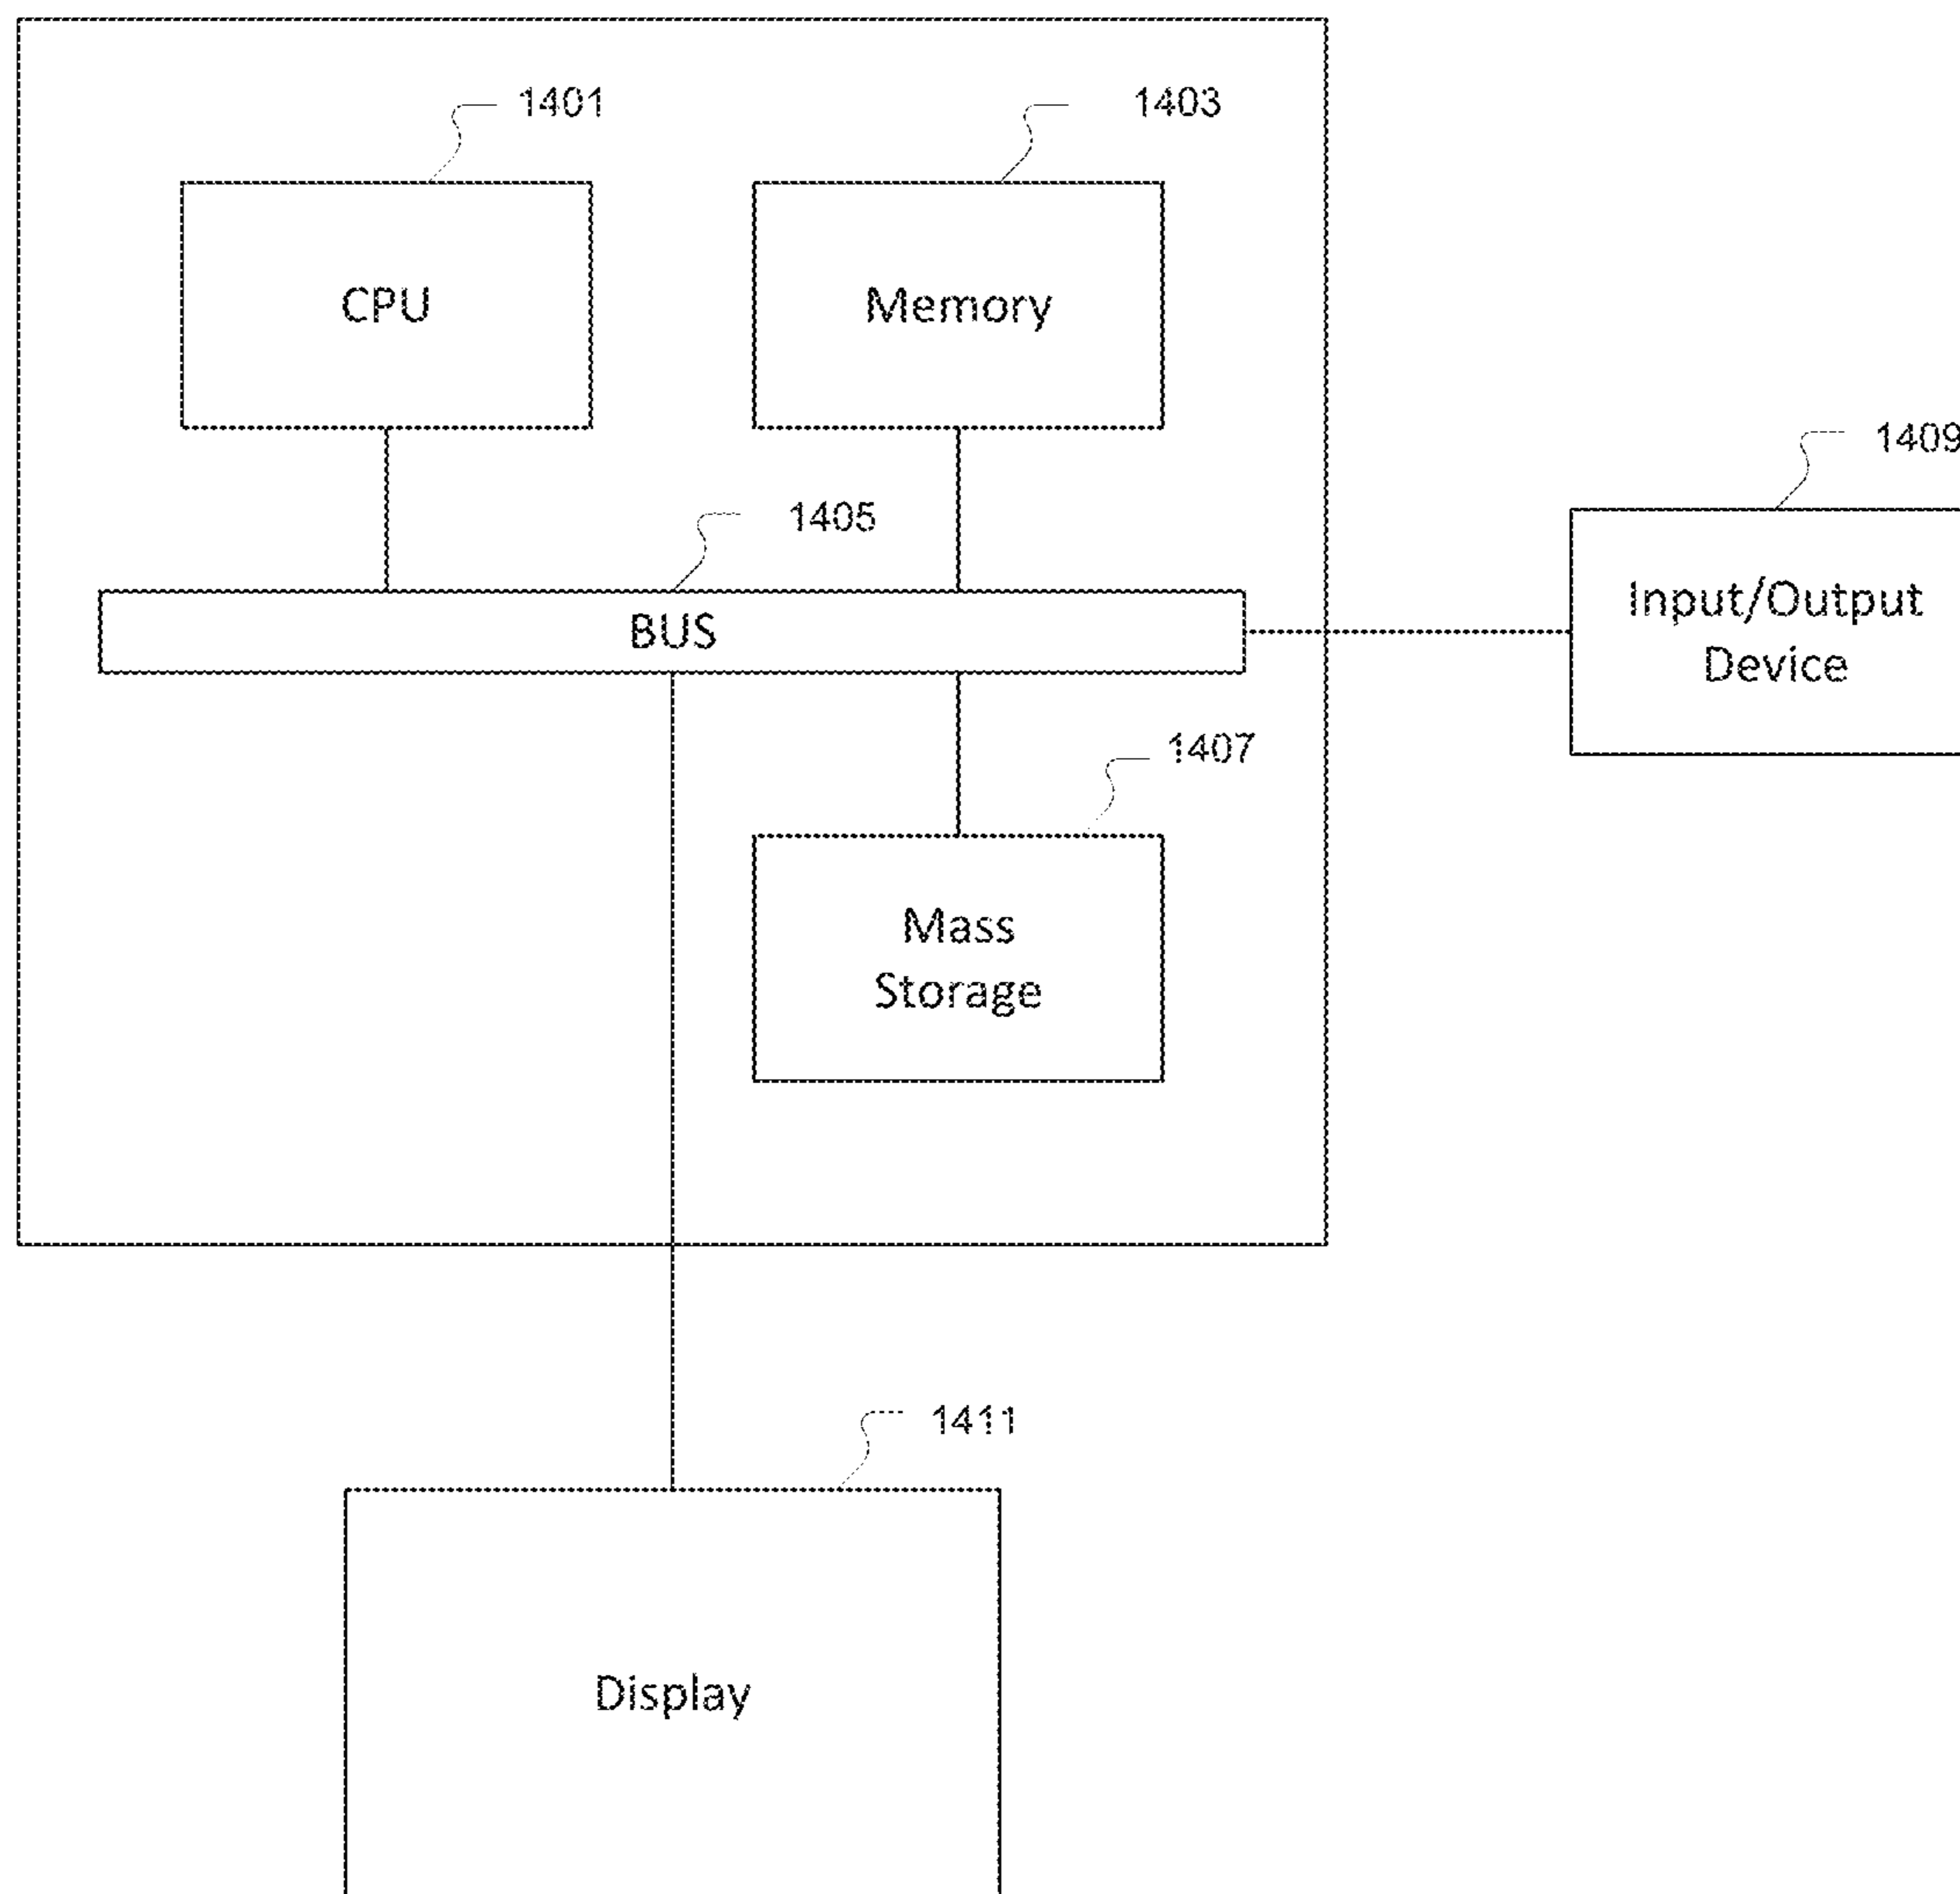 1401
1403
CPU
Memory
1409
1405
Input/Output
Device
BUS
1407
Mass
Storage
1411
Display